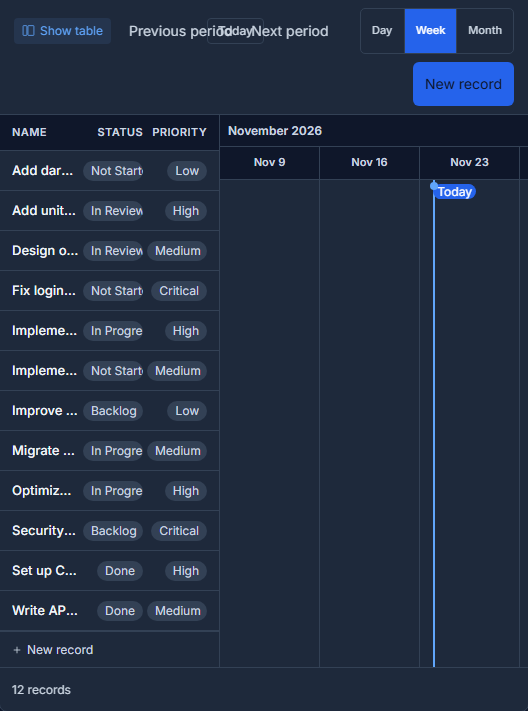 Show table Previous period Today Next period Day Week Month
New record
NAME STATUS PRIORITY November 2026
Nov 9 Nov 16 Nov 23
Add dar... Not Start Low Today
Add unit... In Review High
Design o... In Review Medium
Fix login... Not Start Critical
Impleme... In Progre High
Impleme... Not Start Medium
Improve ... Backlog Low
Migrate ... In Progre Medium
Optimiz... In Progre High
Security... Backlog Critical
Set up C... Done High
Write AP... Done Medium
+ New record
12 records